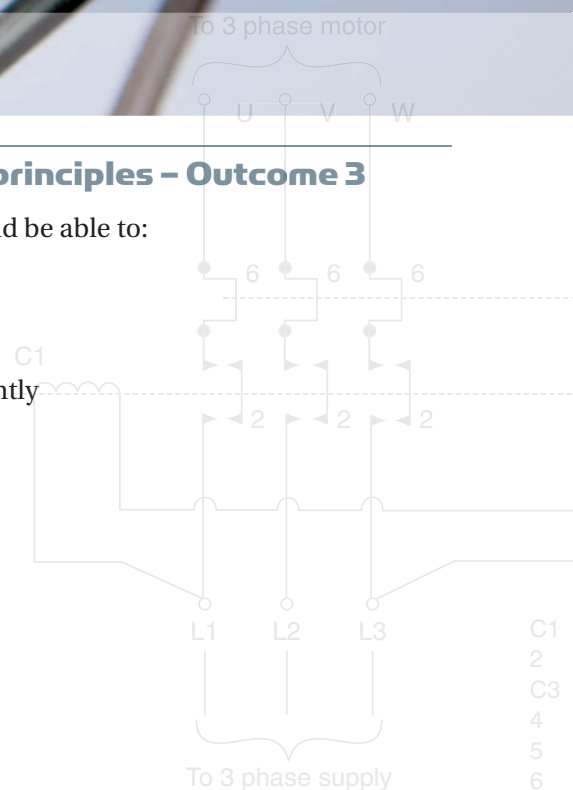 To 3 phase motor
U V W
principles – Outcome 3
d be able to:
6 6
C1
ntly
2 2 2
L1 L2 L3
C1
2
C3
4
5
6
To 3 phase supply